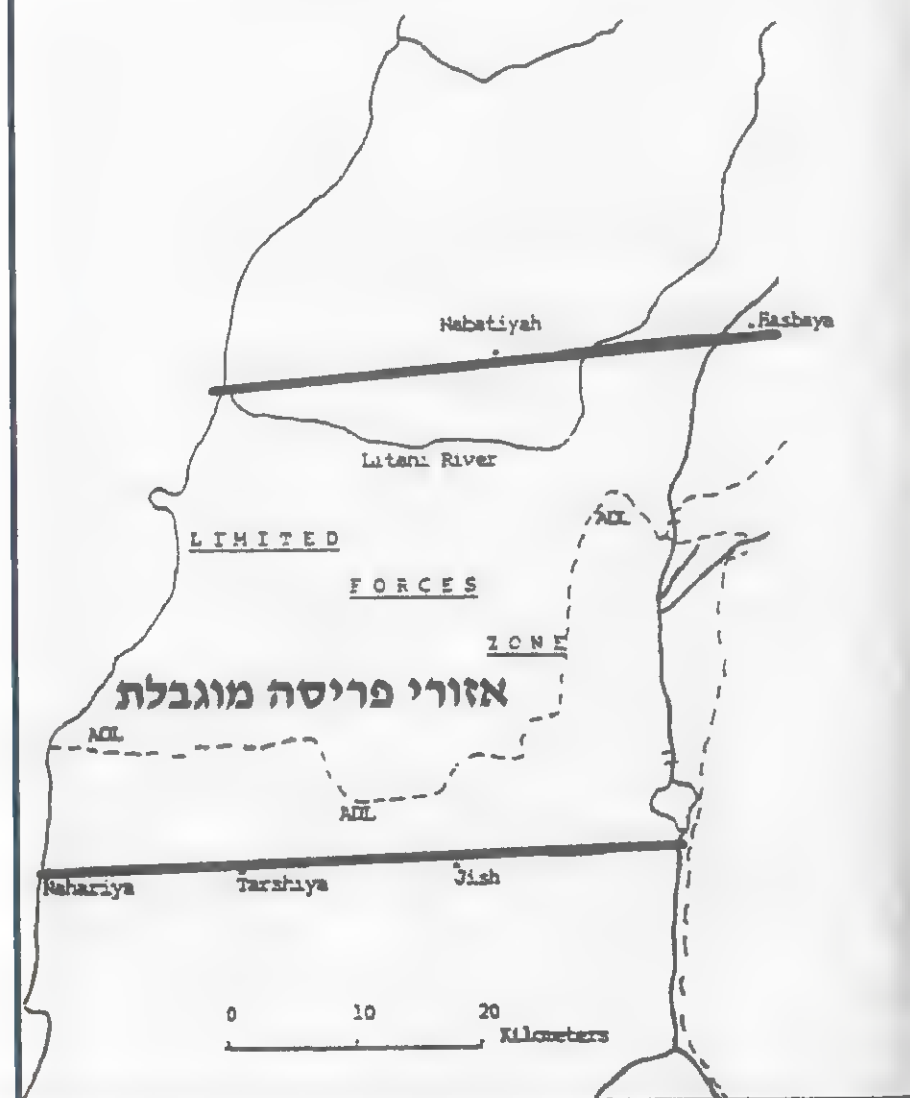 Nabatiyah
Hasbaya
Litani River
ADL
LIMITED
FORCES
ZONE
אזורי פריסה מוגבלת
ADL
ADL
Nahariya
Tarshiya
Jish
0 10 20
Kilometers